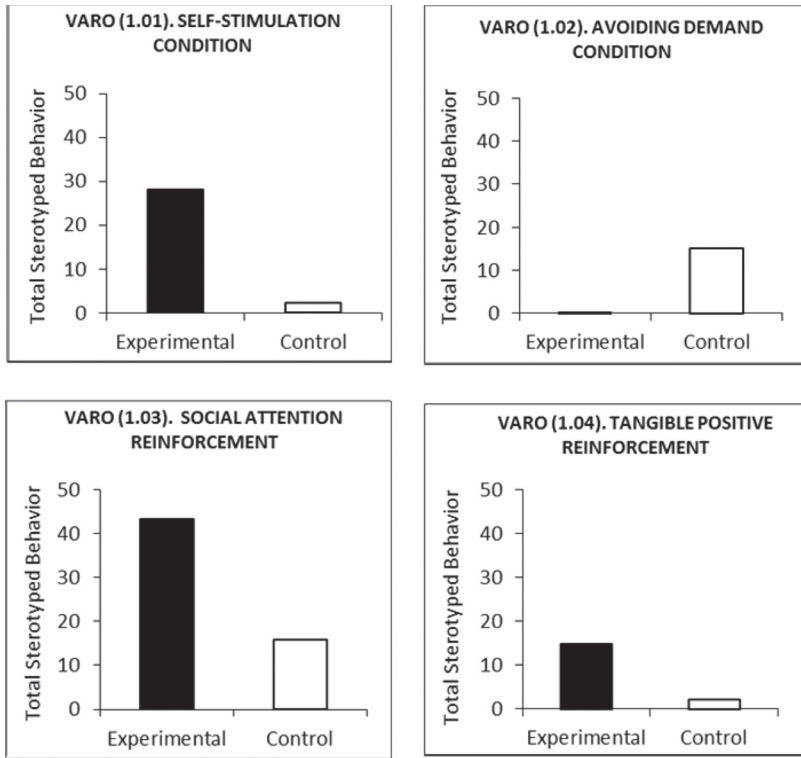 VARO (1.01). SELF-STIMULATION
CONDITION
Total Sterotyped Behavior
50
40
30
20
10
0
Experimental
Control
VARO (1.02). AVOIDING DEMAND
CONDITION
Total Sterotyped Behavior
50
40
30
20
10
0
Experimental
Control
VARO (1.03). SOCIAL ATTENTION
REINFORCEMENT
Total Sterotyped Behavior
50
40
30
20
10
0
Experimental
Control
VARO (1.04). TANGIBLE POSITIVE
REINFORCEMENT
Total Sterotyped Behavior
50
40
30
20
10
0
Experimental
Control